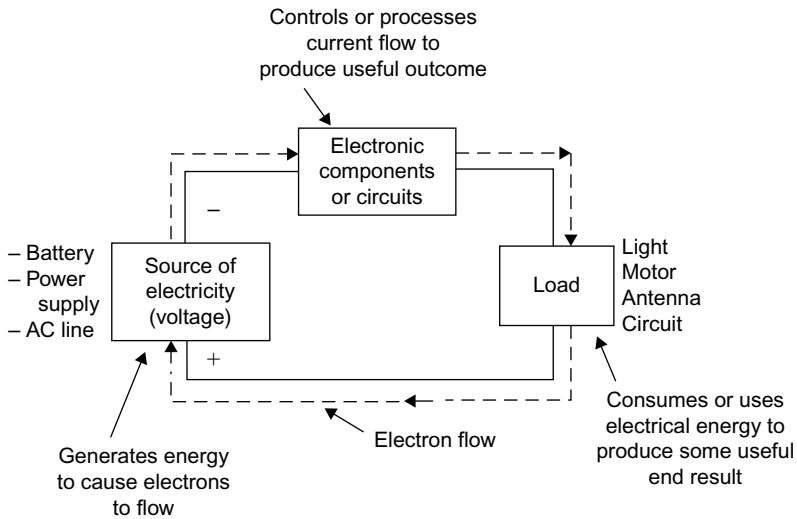 Controls or processes
current flow to
produce useful outcome
Electronic
components
or circuits
–
– Battery
– Power
supply
– AC line
Source of
electricity
(voltage)
Load
Light
Motor
Antenna
Circuit
+
Electron flow
Consumes or uses
electrical energy to
produce some useful
end result
Generates energy
to cause electrons
to flow